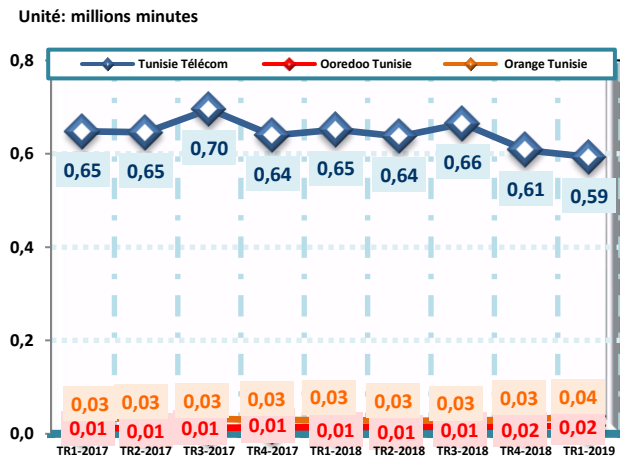 Unité: millions minutes
0,8
Tunisie Télécom Ooredoo Tunisie Orange Tunisie
0,65 0,65 0,70 0,64 0,65 0,64 0,66 0,61 0,59
0,6
0,4
0,2
0,03 0,03 0,03 0,03 0,03 0,03 0,03 0,03 0,04
0,01 0,01 0,01 0,01 0,01 0,01 0,01 0,02 0,02
0,0
TR1-2017 TR2-2017 TR3-2017 TR4-2017 TR1-2018 TR2-2018 TR3-2018 TR4-2018 TR1-2019